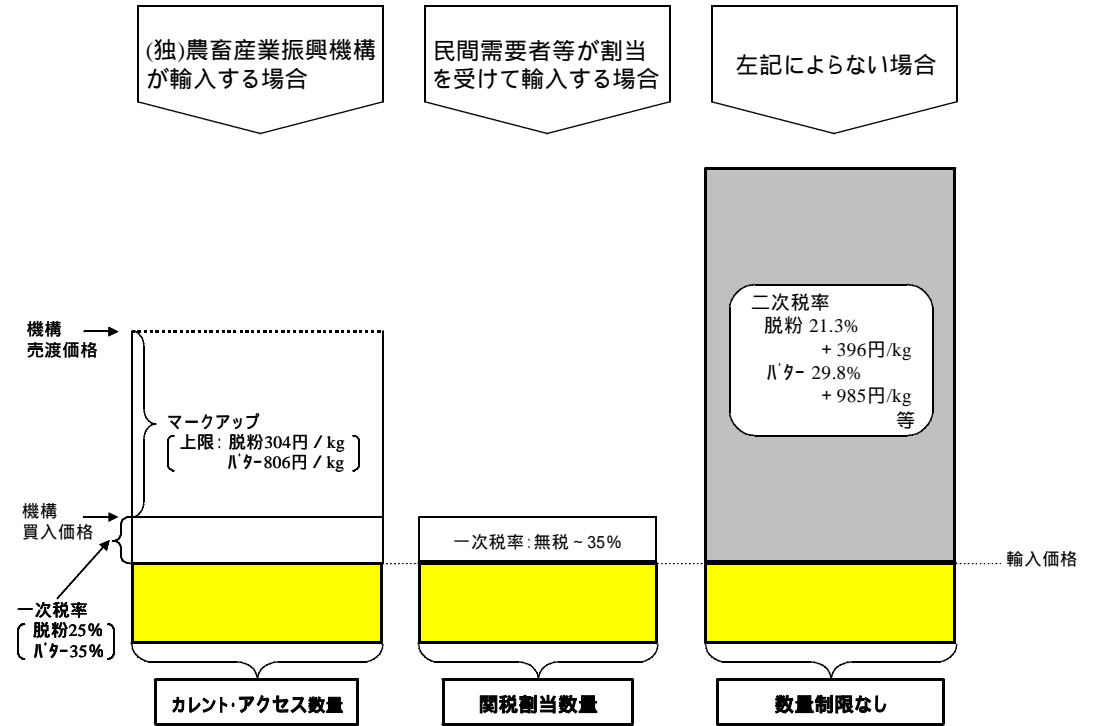 (独)農畜産業振興機構
が輸入する場合
民間需要者等が割当
を受けて輸入する場合
左記によらない場合
機構
売渡価格
マークアップ
上限：脱粉304円／kg
ﾊﾞﾀｰ806円／kg
機構
買入価格
一次税率
脱粉25％
ﾊﾞﾀｰ35％
一次税率：無税～35%
二次税率
脱粉 21.3%
＋396円/kg
ﾊﾞﾀｰ 29.8%
＋985円/kg
等
輸入価格
カレント・アクセス数量
関税割当数量
数量制限なし